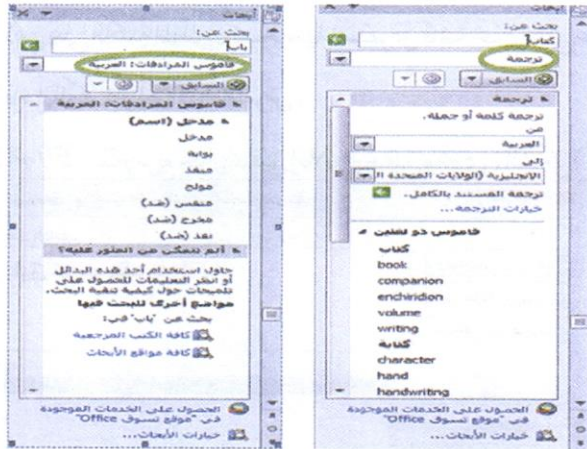 أبحاث
بحث عن:
كتاب
ترجمة
السابق
ترجمة
ترجمة كلمة أو جملة.
من
العربية
إلى
الانجليزية (الولايات المتحدة ال
ترجمة المستند بالكامل.
خيارات الترجمة...
قاموس ذو لغتين
كتاب
book
companion
enchiridion
volume
writing
كتابة
character
hand
handwriting
الحصول على الخدمات الموجودة
في "موقع تسوق Office"
خيارات الأبحاث...
أبحاث
بحث عن:
باب
قاموس المرادفات: العربية
السابق
قاموس المرادفات: العربية
مدخل (اسم)
مدخل
بوابة
منفذ
مولج
منفس (ضد)
مخرج (ضد)
نفذ (ضد)
ألم تتمكن من العثور عليه؟
حاول استخدام أحد هذه البدائل
أو انظر التعليمات للحصول على
تلميحات حول كيفية تنقية البحث.
مواضع أخرى للبحث فيها
بحث عن "باب" في:
كافة الكتب المرجعية
كافة مواقع الأبحاث
الحصول على الخدمات الموجودة
في "موقع تسوق Office"
خيارات الأبحاث...